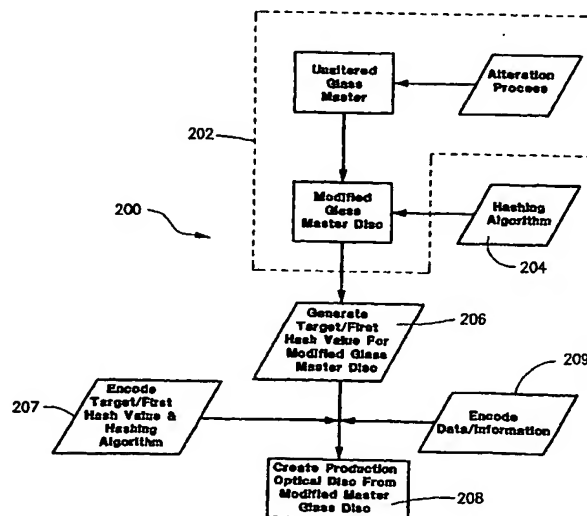 Unaltered
Glass
Master
Alteration
Process
202
Modified
Glass
Master Disc
Hashing
Algorithm
200
204
Generate
Target/First
Hash Value For
Modified Glass
Master Disc
206
209
207
Encode
Target/First
Hash Value &
Hashing
Algorithm
Encode
Data/Information
Create Production
Optical Disc From
Modified Master
Glass Disc
208